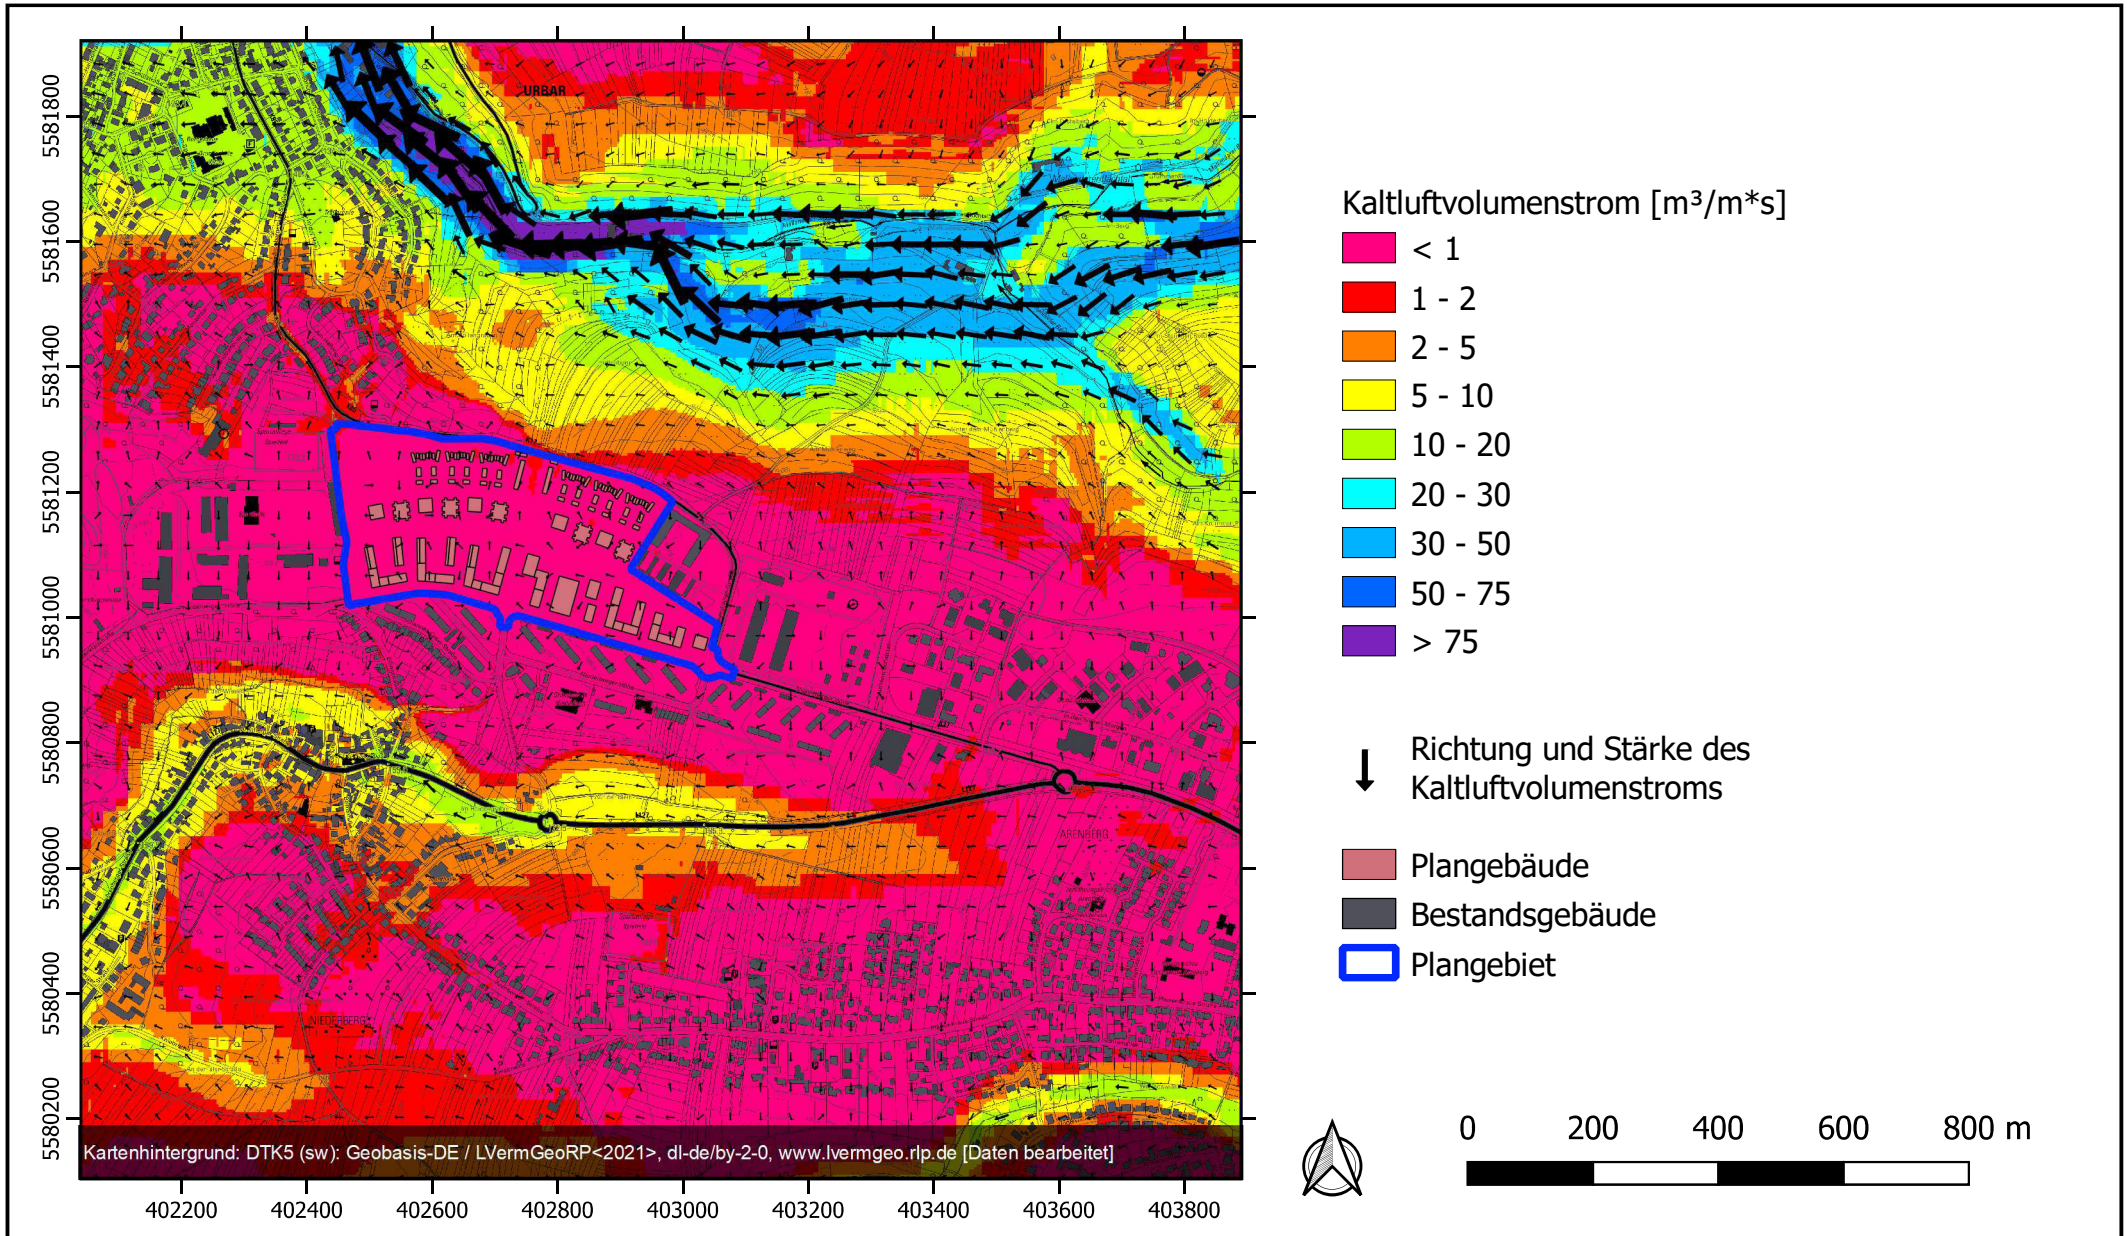 5581800
5581600
5581400
5581200
5581000
5580800
5580600
5580400
5580200
URBAR
ARENBERG
NIEDERBERG
Kartenhintergrund: DTK5 (sw): Geobasis-DE / LVermGeoRP<2021>, dl-de/by-2-0, www.lvermgeo.rlp.de [Daten bearbeitet]
402200
402400
402600
402800
403000
403200
403400
403600
403800
Kaltluftvolumenstrom [m³/m*s]
< 1
1 - 2
2 - 5
5 - 10
10 - 20
20 - 30
30 - 50
50 - 75
> 75
Richtung und Stärke des
Kaltluftvolumenstroms
Plangebäude
Bestandsgebäude
Plangebiet
0 200 400 600 800 m